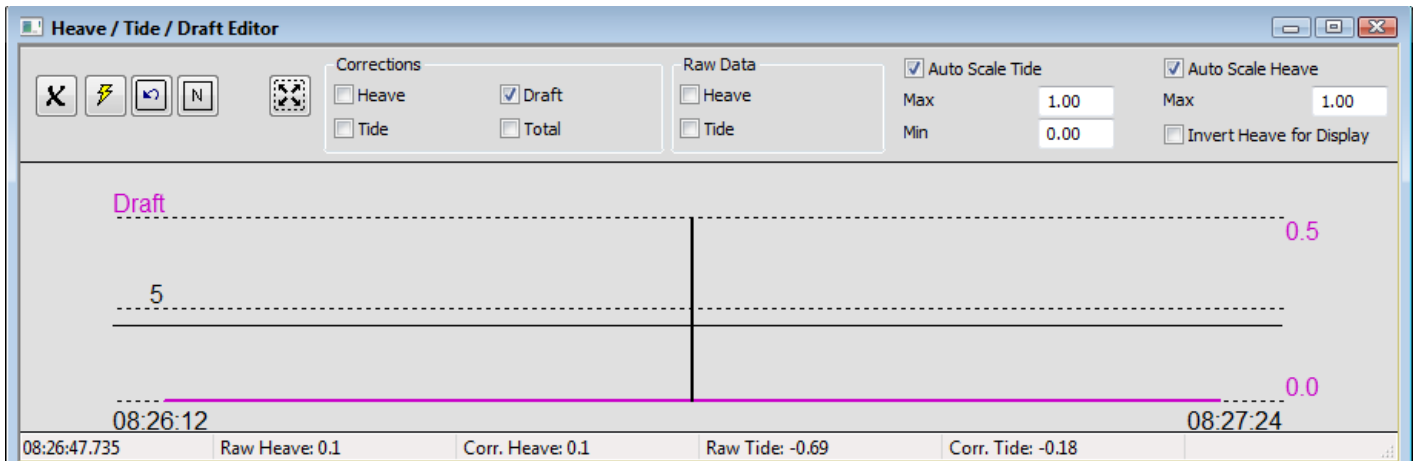 Heave / Tide / Draft Editor
X
N
Corrections
Heave
Draft
Tide
Total
Raw Data
Heave
Tide
Auto Scale Tide
Max 1.00
Min 0.00
Auto Scale Heave
Max 1.00
Invert Heave for Display
Draft
0.5
5
0.0
08:26:12
08:27:24
08:26:47.735 Raw Heave: 0.1 Corr. Heave: 0.1 Raw Tide: -0.69 Corr. Tide: -0.18